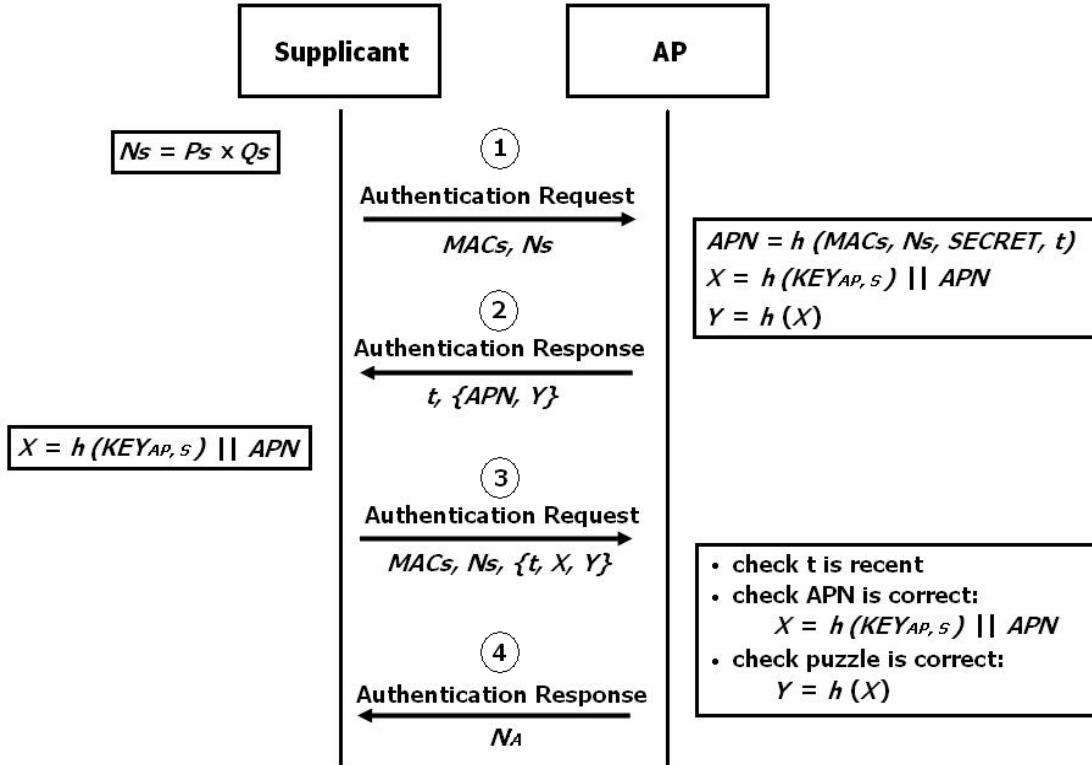 Supplicant
AP
Ns = Ps x Qs
1
Authentication Request
MACs, Ns
APN = h (MACs, Ns, SECRET, t)
X = h (KEYAP, S ) || APN
Y = h (X)
2
Authentication Response
t, {APN, Y}
X = h (KEYAP, S ) || APN
3
Authentication Request
MACs, Ns, {t, X, Y}
• check t is recent
• check APN is correct:
X = h (KEYAP, S ) || APN
• check puzzle is correct:
Y = h (X)
4
Authentication Response
NA